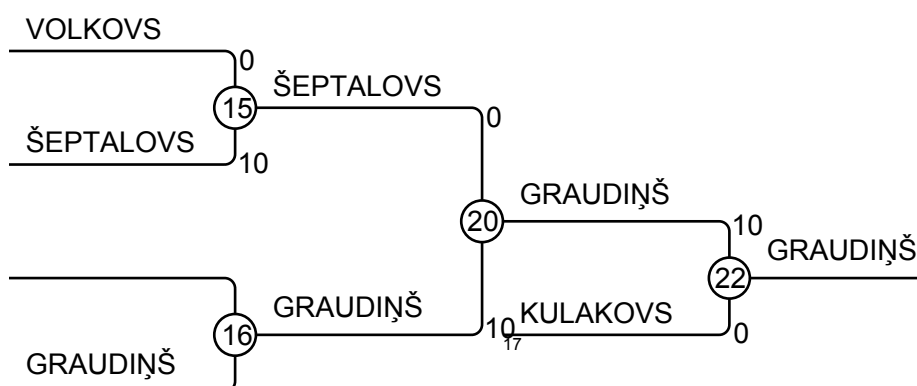 VOLKOVS
0
15
ŠEPTALOVS
0
ŠEPTALOVS
10
20
GRAUDIŅŠ
10
22
GRAUDIŅŠ
16
GRAUDIŅŠ
10
17
KULAKOVS
0
GRAUDIŅŠ